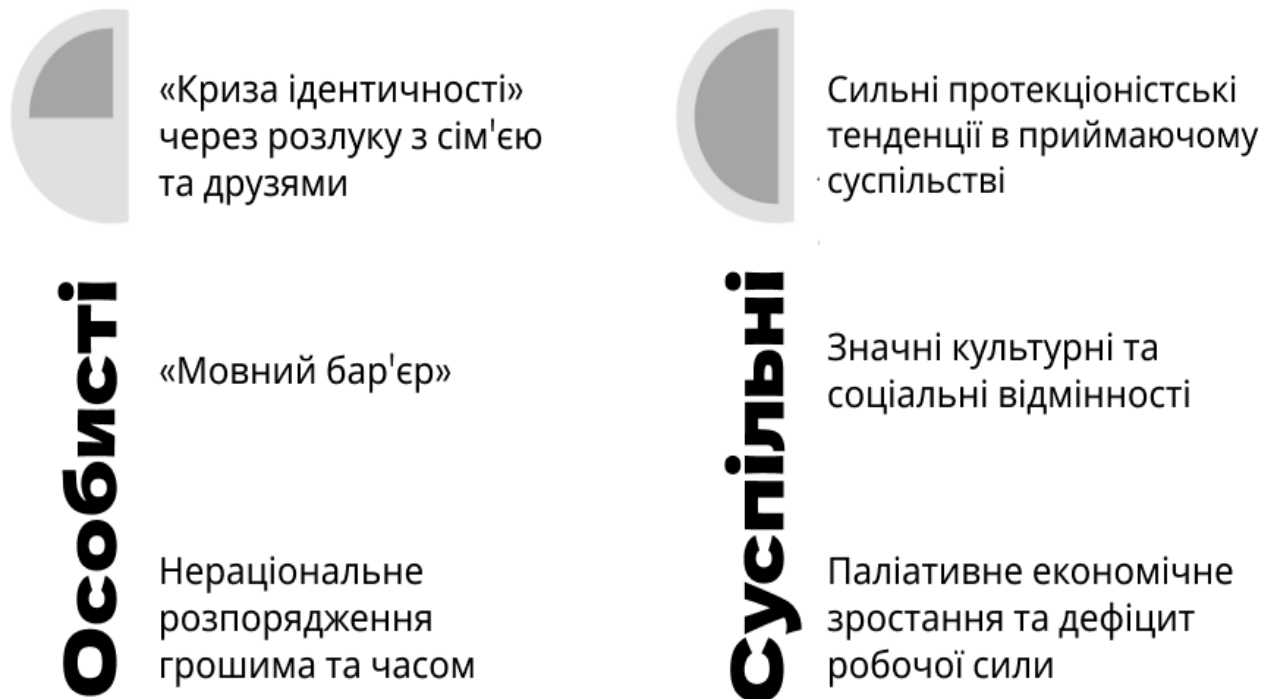 Особисті
«Криза ідентичності»
через розлуку з сім'єю
та друзями
«Мовний бар'єр»
Нераціональне
розпорядження
грошима та часом
Суспільні
Сильні протекціоністські
тенденції в приймаючому
суспільстві
Значні культурні та
соціальні відмінності
Паліативне економічне
зростання та дефіцит
робочої сили